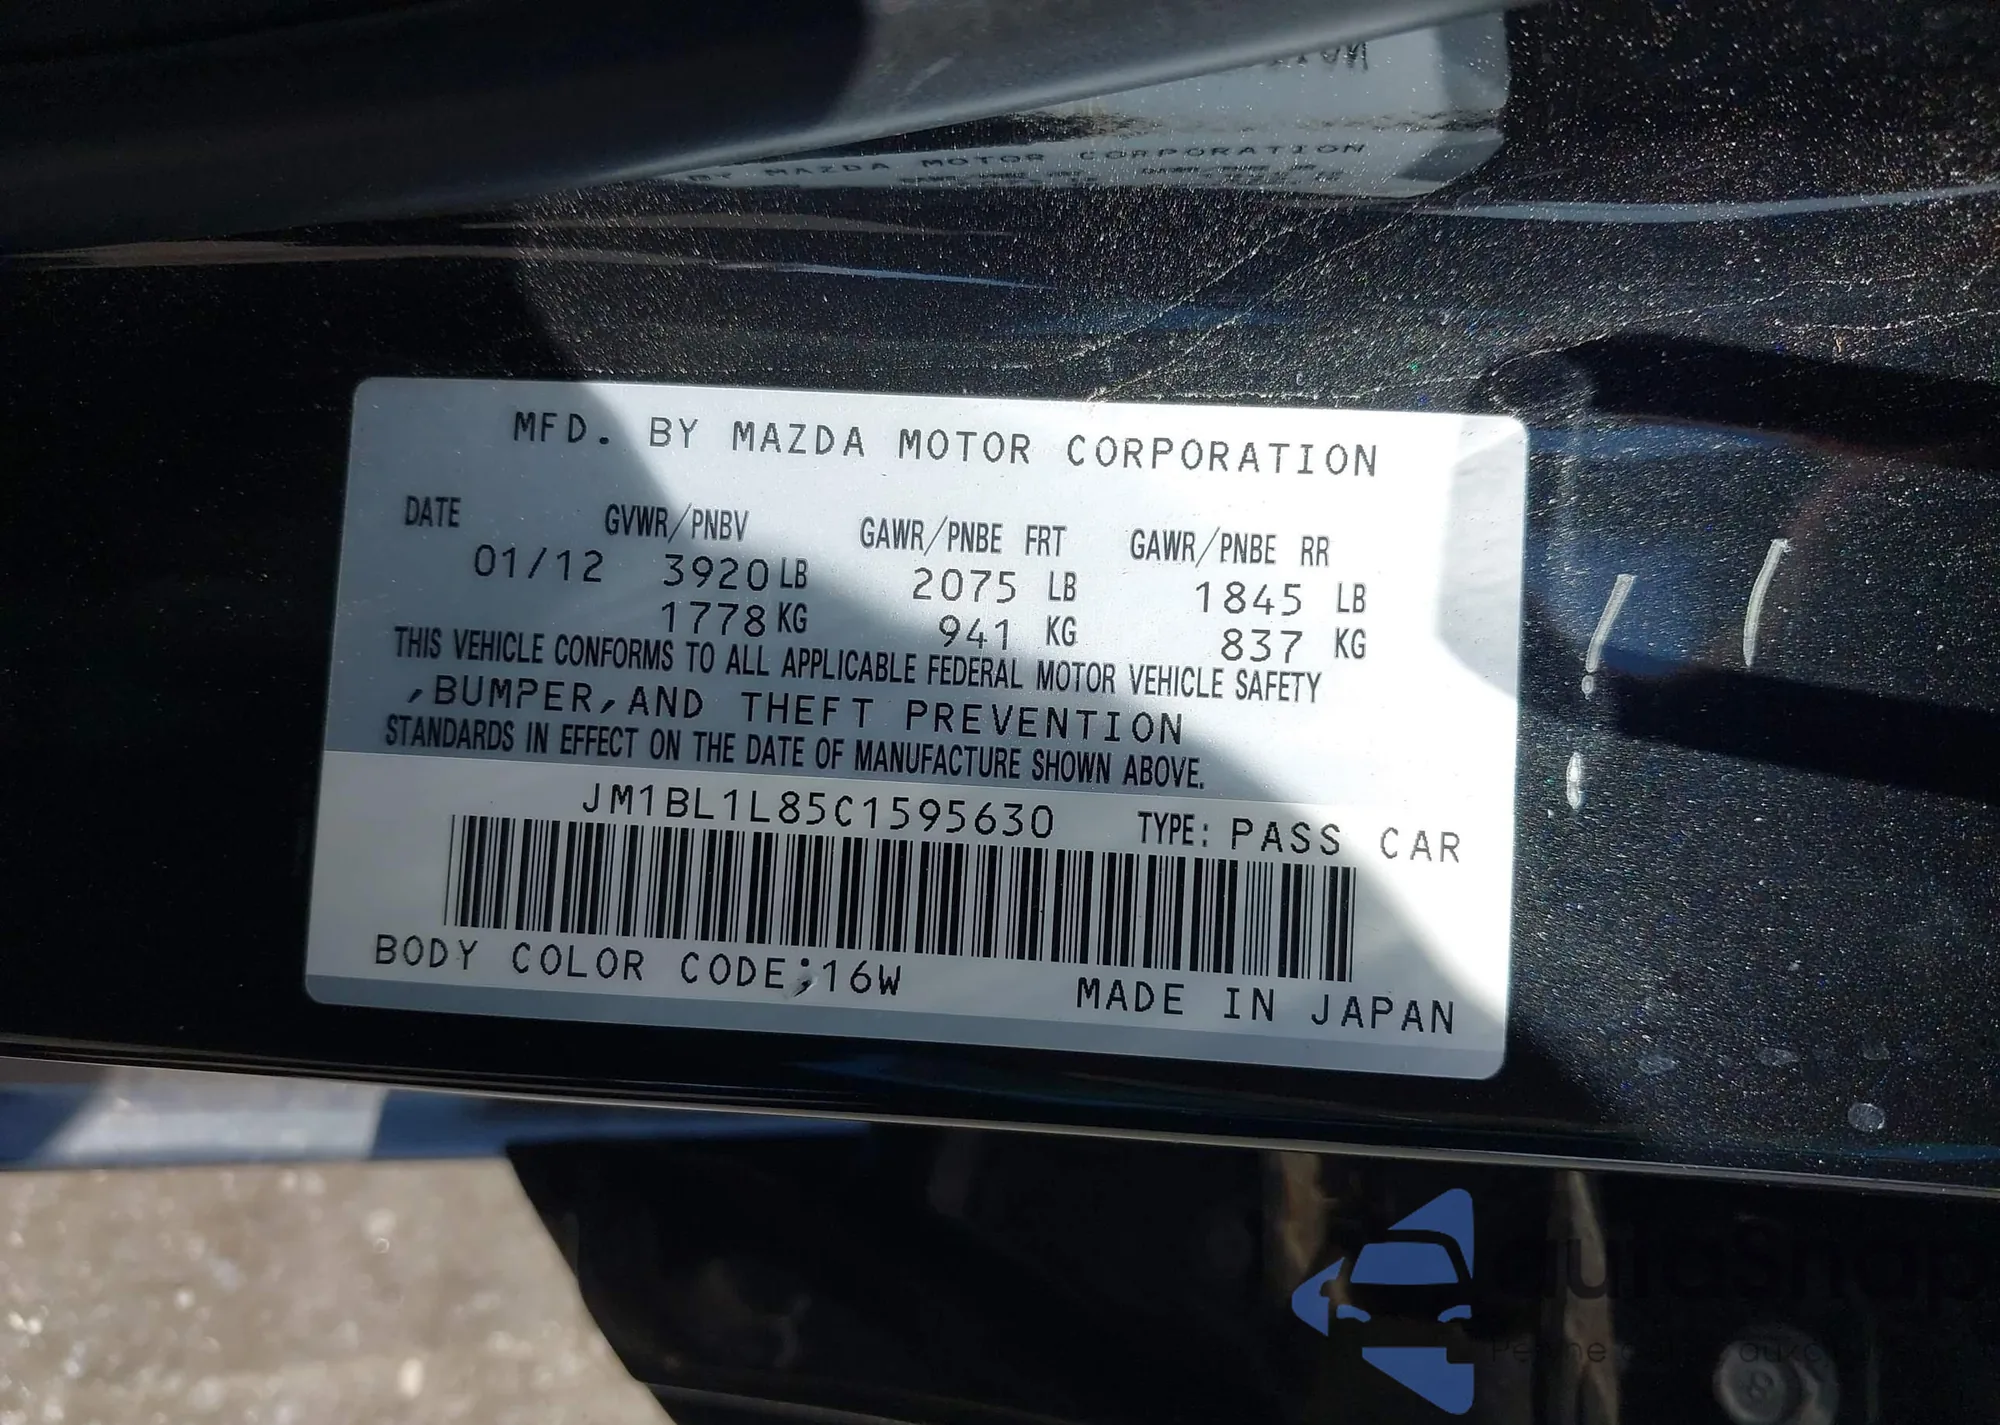 MFD. BY MAZDA MOTOR CORPORATION
DATE GVWR/PNBV GAWR/PNBE FRT GAWR/PNBE RR
01/12 3920 LB 2075 LB 1845 LB
1778 KG 941 KG 837 KG
THIS VEHICLE CONFORMS TO ALL APPLICABLE FEDERAL MOTOR VEHICLE SAFETY
,BUMPER,AND THEFT PREVENTION
STANDARDS IN EFFECT ON THE DATE OF MANUFACTURE SHOWN ABOVE.
JM1BL1L85C1595630 TYPE: PASS CAR
BODY COLOR CODE:16W MADE IN JAPAN
BY MAZDA MOTOR CORPORATION